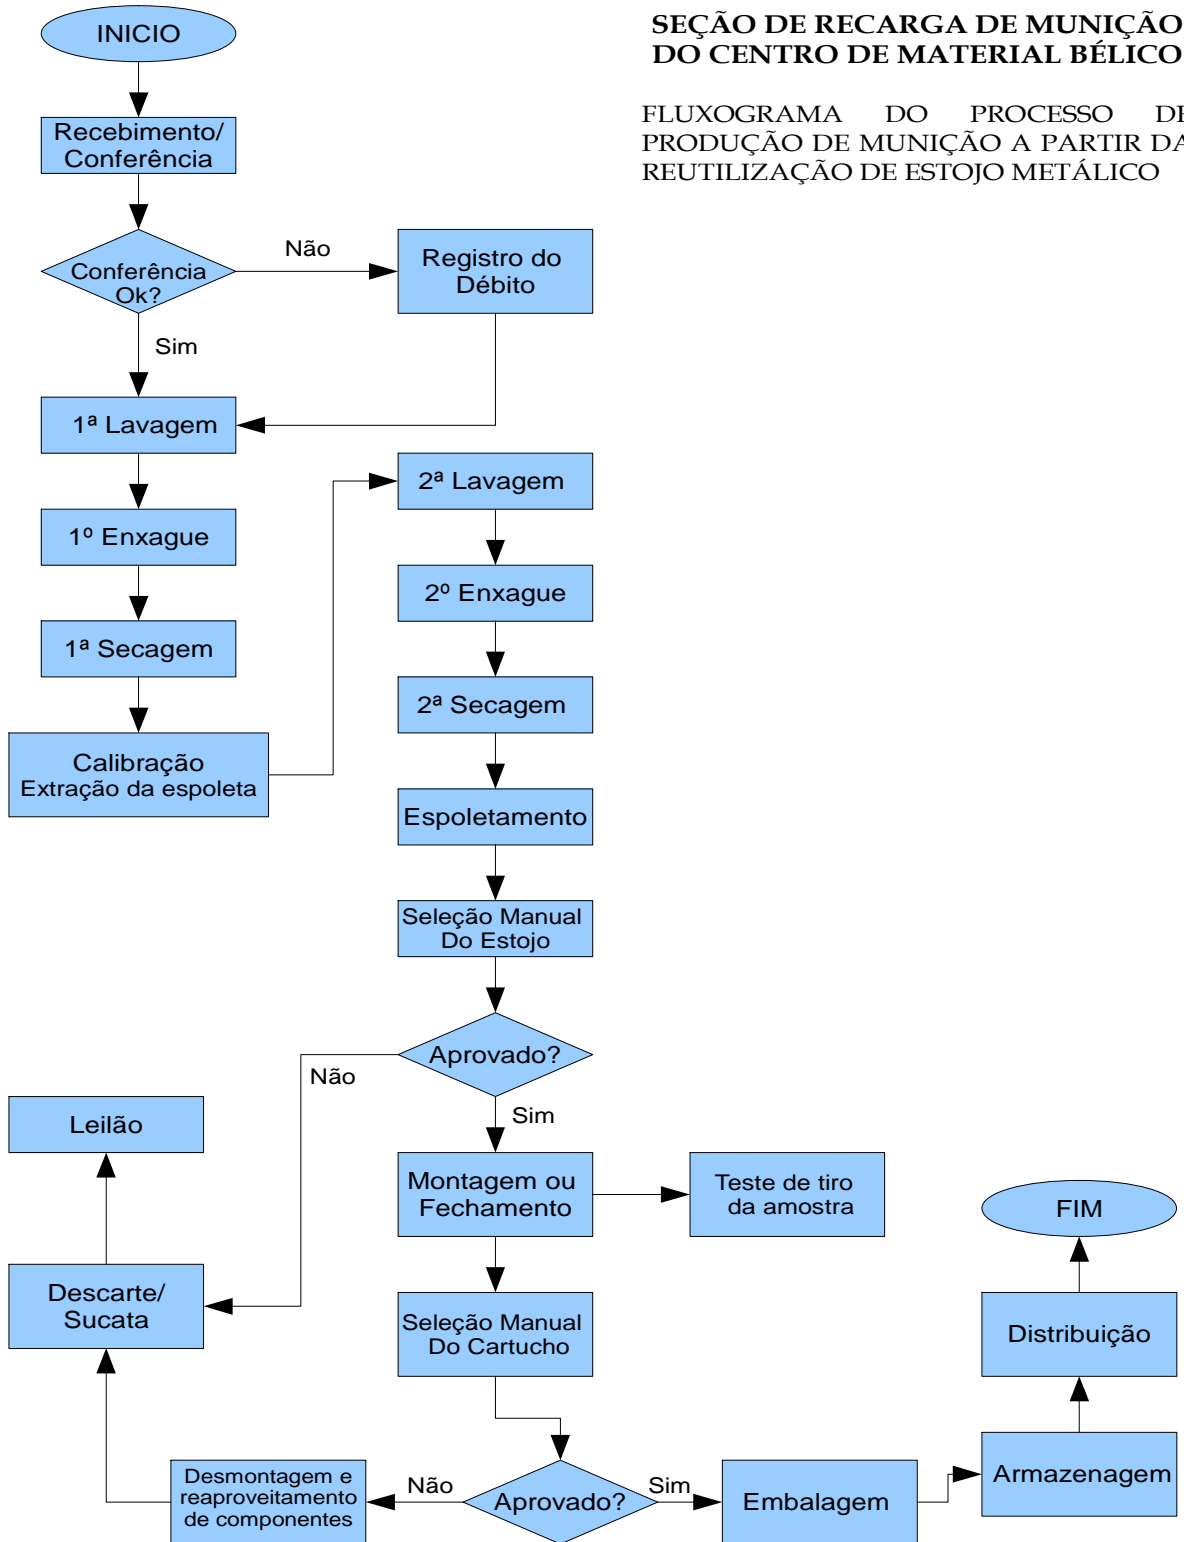 INICIO
SEÇÃO DE RECARGA DE MUNIÇÃO
DO CENTRO DE MATERIAL BÉLICO
FLUXOGRAMA DO PROCESSO DE
PRODUÇÃO DE MUNIÇÃO A PARTIR DA
REUTILIZAÇÃO DE ESTOJO METÁLICO
Recebimento/
Conferência
Conferência
Ok?
Não
Registro do
Débito
Sim
1ª Lavagem
1º Enxague
1ª Secagem
Calibração
Extração da espoleta
2ª Lavagem
2º Enxague
2ª Secagem
Espoletamento
Seleção Manual
Do Estojo
Aprovado?
Não
Sim
Leilão
Descarte/
Sucata
Montagem ou
Fechamento
Teste de tiro
da amostra
Seleção Manual
Do Cartucho
Aprovado?
Não
Desmontagem e
reaproveitamento
de componentes
Sim
Embalagem
Armazenagem
Distribuição
FIM